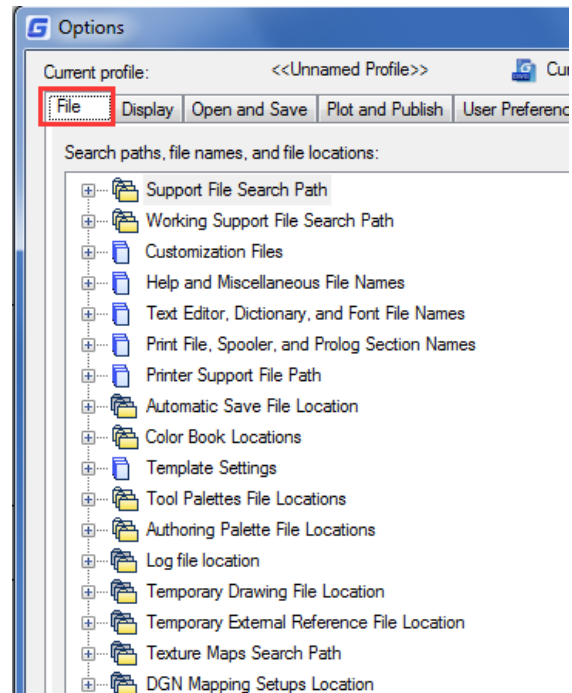 Options
Current profile: <<Unnamed Profile>> Cu
File Display Open and Save Plot and Publish User Preferenc
Search paths, file names, and file locations:
Support File Search Path
Working Support File Search Path
Customization Files
Help and Miscellaneous File Names
Text Editor, Dictionary, and Font File Names
Print File, Spooler, and Prolog Section Names
Printer Support File Path
Automatic Save File Location
Color Book Locations
Template Settings
Tool Palettes File Locations
Authoring Palette File Locations
Log file location
Temporary Drawing File Location
Temporary External Reference File Location
Texture Maps Search Path
DGN Mapping Setups Location